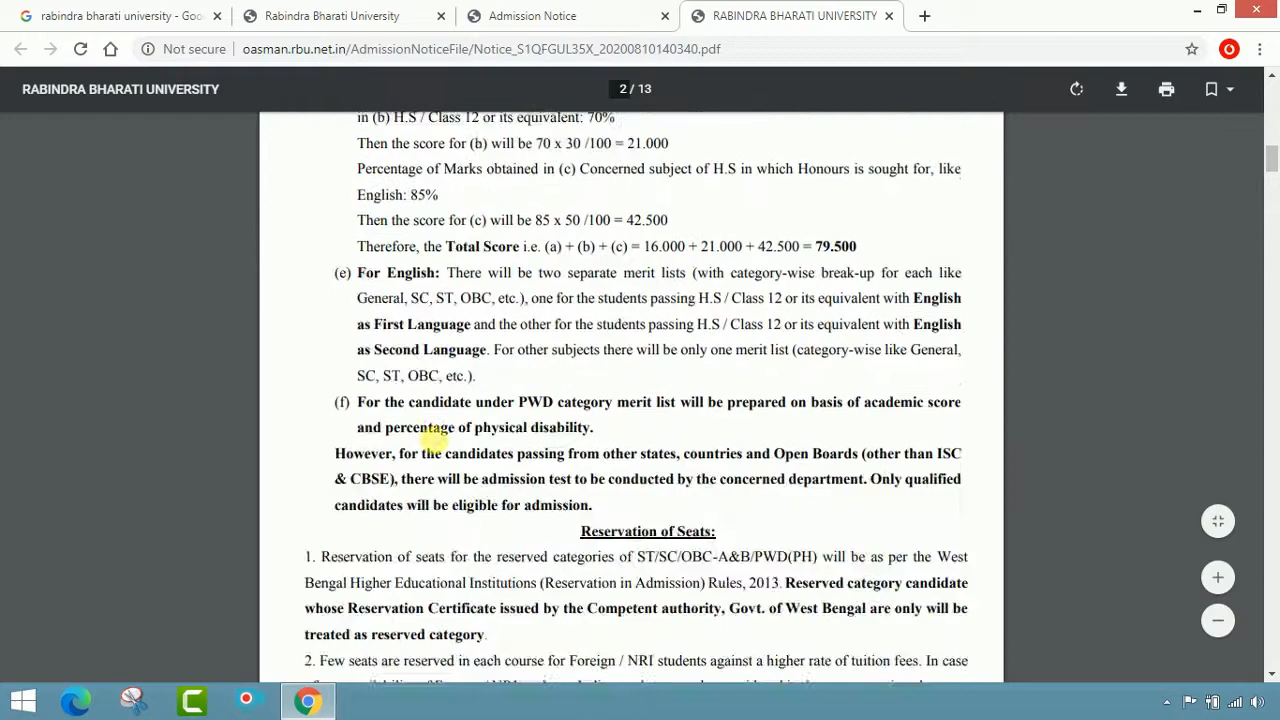 rabindra bharati university - Goo
Rabindra Bharati University
Admission Notice
RABINDRA BHARATI UNIVERSITY
Not secure
oasman.rbu.net.in/AdmissionNoticeFile/Notice_S1QFGUL35X_20200810140340.pdf
RABINDRA BHARATI UNIVERSITY
2 / 13
in (b) H.S / Class 12 or its equivalent: 70%
Then the score for (b) will be 70 x 30 /100 = 21.000
Percentage of Marks obtained in (c) Concerned subject of H.S in which Honours is sought for, like
English: 85%
Then the score for (c) will be 85 x 50 /100 = 42.500
Therefore, the Total Score i.e. (a) + (b) + (c) = 16.000 + 21.000 + 42.500 = 79.500
(e) For English: There will be two separate merit lists (with category-wise break-up for each like
General, SC, ST, OBC, etc.), one for the students passing H.S / Class 12 or its equivalent with English
as First Language and the other for the students passing H.S / Class 12 or its equivalent with English
as Second Language. For other subjects there will be only one merit list (category-wise like General,
SC, ST, OBC, etc.).
(f) For the candidate under PWD category merit list will be prepared on basis of academic score
and percentage of physical disability.
However, for the candidates passing from other states, countries and Open Boards (other than ISC
& CBSE), there will be admission test to be conducted by the concerned department. Only qualified
candidates will be eligible for admission.
Reservation of Seats:
1. Reservation of seats for the reserved categories of ST/SC/OBC-A&B/PWD(PH) will be as per the West
Bengal Higher Educational Institutions (Reservation in Admission) Rules, 2013. Reserved category candidate
whose Reservation Certificate issued by the Competent authority, Govt. of West Bengal are only will be
treated as reserved category.
2. Few seats are reserved in each course for Foreign / NRI students against a higher rate of tuition fees. In case